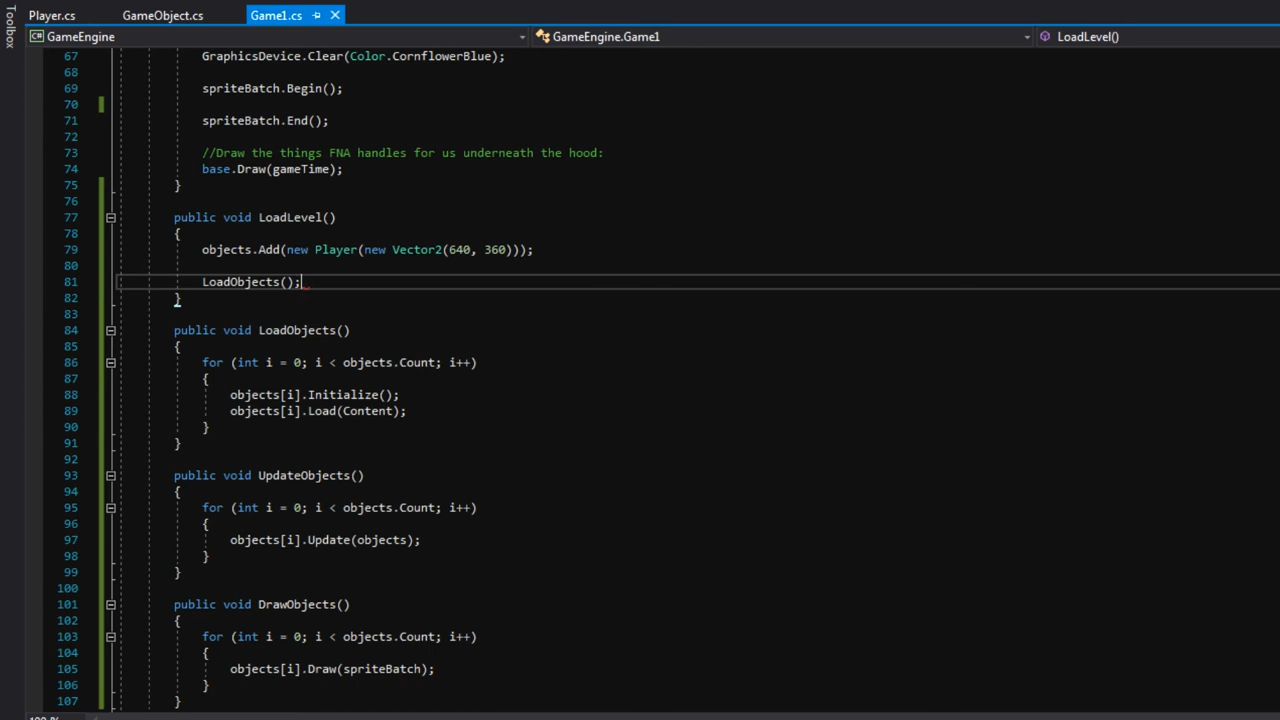 Toolbox
Player.cs GameObject.cs Game1.cs
C# GameEngine GameEngine.Game1 LoadLevel()
67 GraphicsDevice.Clear(Color.CornflowerBlue);
68
69 spriteBatch.Begin();
70
71 spriteBatch.End();
72
73 //Draw the things FNA handles for us underneath the hood:
74 base.Draw(gameTime);
75 }
76
77 public void LoadLevel()
78 {
79 objects.Add(new Player(new Vector2(640, 360)));
80
81 LoadObjects();
82 }
83
84 public void LoadObjects()
85 {
86 for (int i = 0; i < objects.Count; i++)
87 {
88 objects[i].Initialize();
89 objects[i].Load(Content);
90 }
91 }
92
93 public void UpdateObjects()
94 {
95 for (int i = 0; i < objects.Count; i++)
96 {
97 objects[i].Update(objects);
98 }
99 }
100
101 public void DrawObjects()
102 {
103 for (int i = 0; i < objects.Count; i++)
104 {
105 objects[i].Draw(spriteBatch);
106 }
107 }